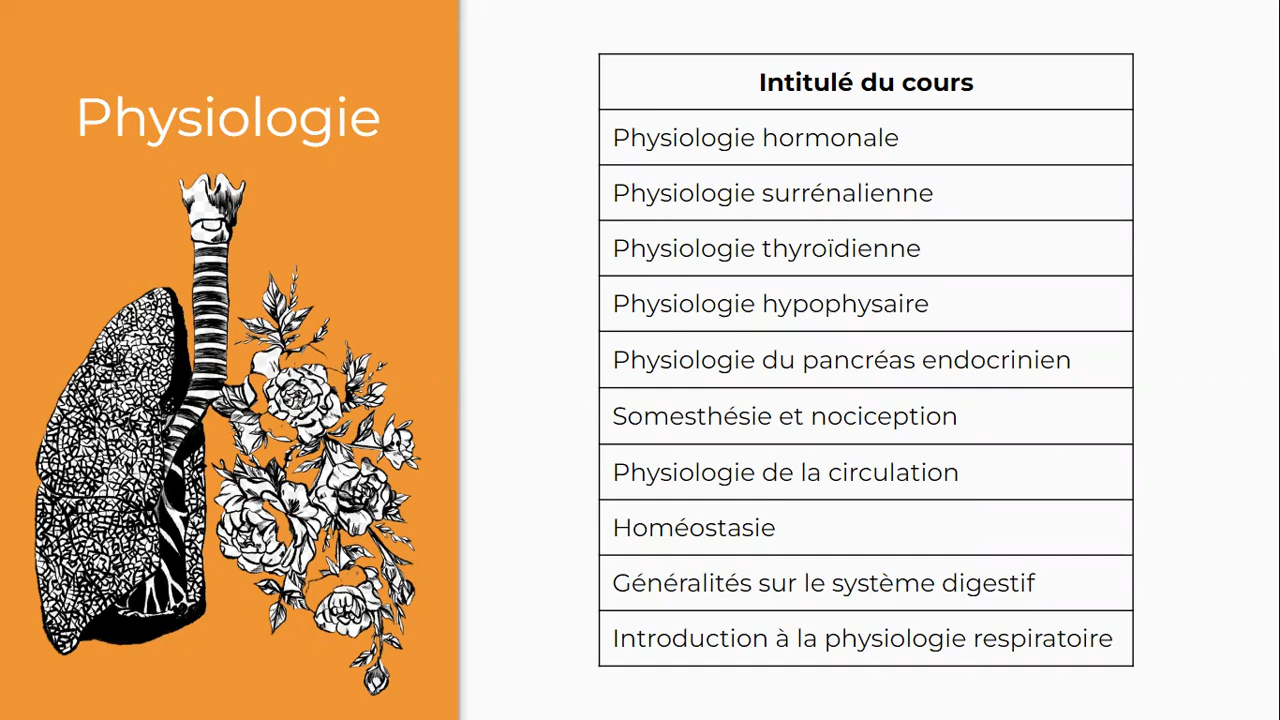 Physiologie
Intitulé du cours
Physiologie hormonale
Physiologie surrénalienne
Physiologie thyroïdienne
Physiologie hypophysaire
Physiologie du pancréas endocrinien
Somesthésie et nociception
Physiologie de la circulation
Homéostasie
Généralités sur le système digestif
Introduction à la physiologie respiratoire